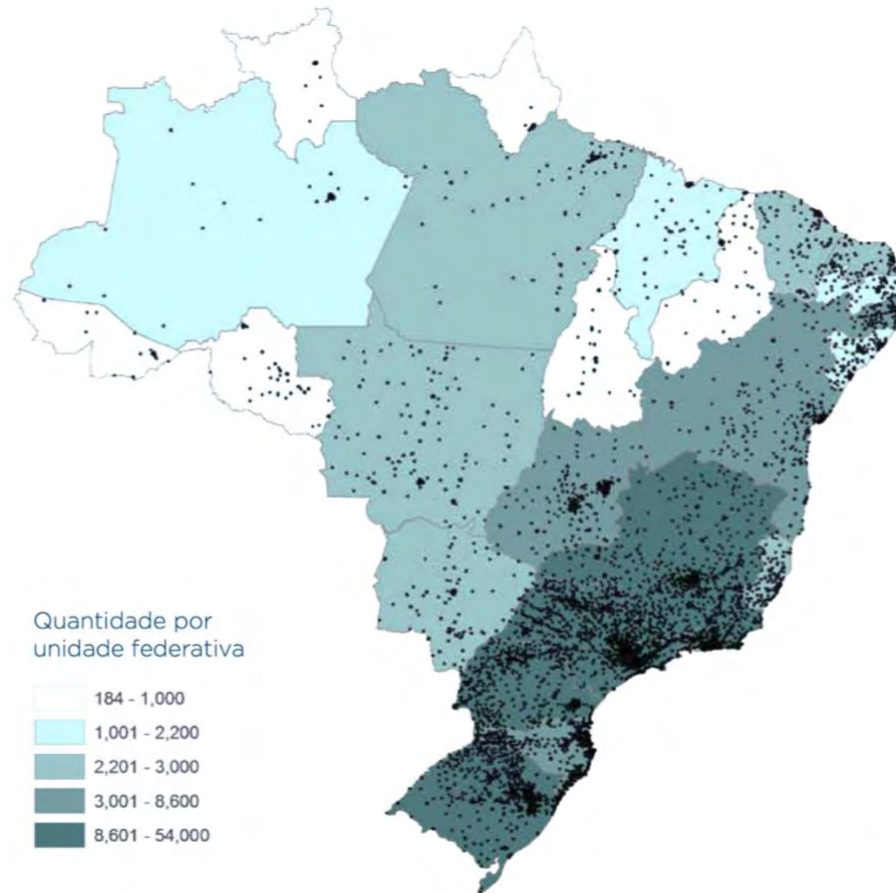 Quantidade por
unidade federativa
184 - 1,000
1,001 - 2,200
2,201 - 3,000
3,001 - 8,600
8,601 - 54,000